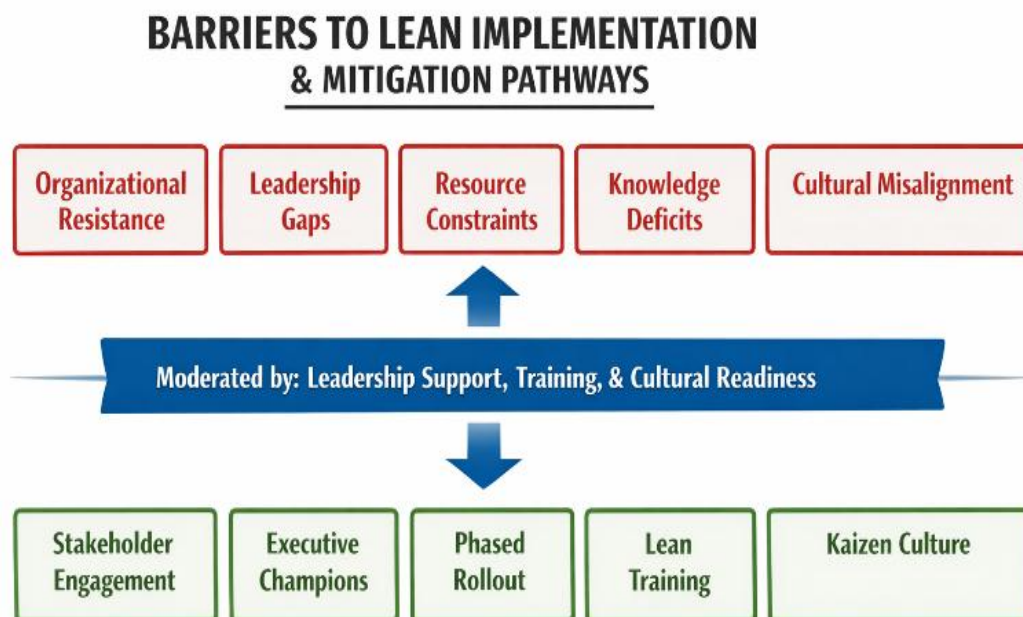 BARRIERS TO LEAN IMPLEMENTATION
& MITIGATION PATHWAYS
Organizational
Resistance
Leadership
Gaps
Resource
Constraints
Knowledge
Deficits
Cultural Misalignment
Moderated by: Leadership Support, Training, & Cultural Readiness
Stakeholder
Engagement
Executive
Champions
Phased
Rollout
Lean
Training
Kaizen Culture